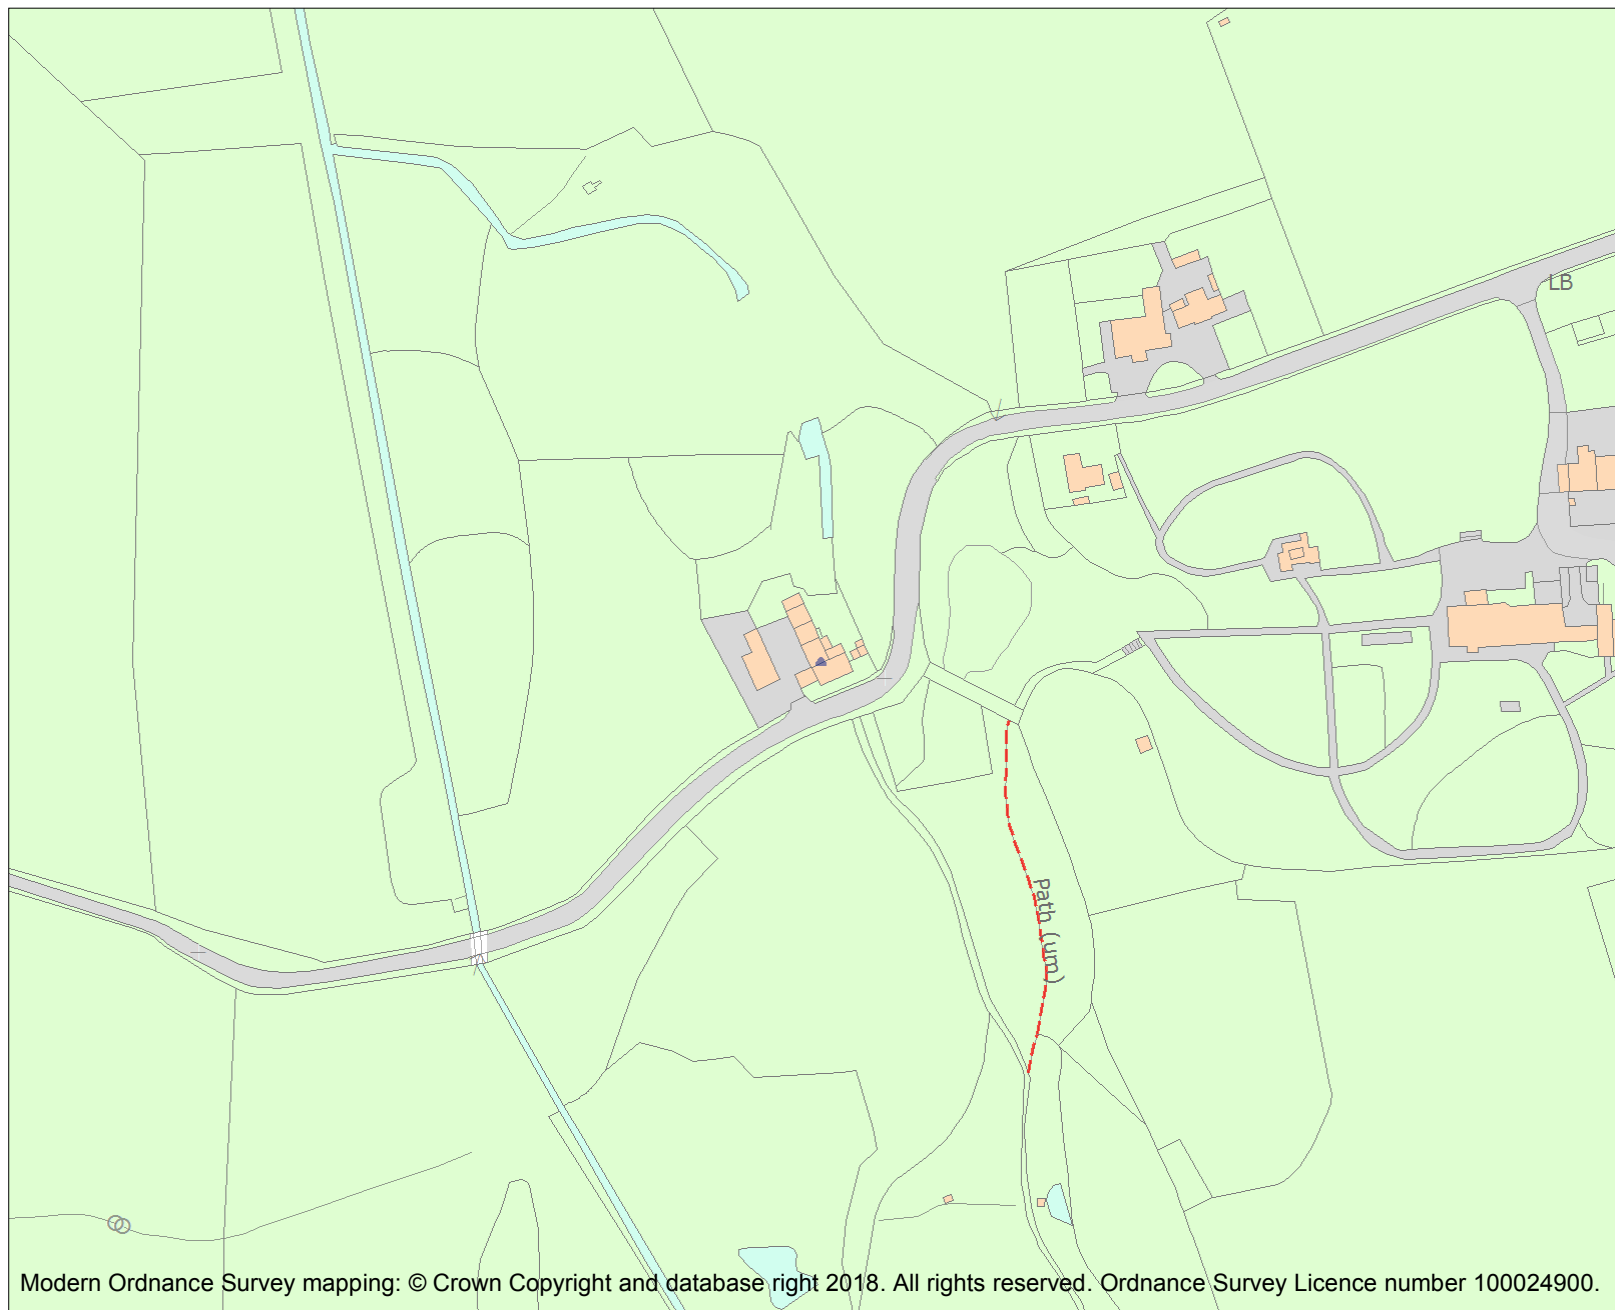 LB
Path (um)
Modern Ordnance Survey mapping: © Crown Copyright and database right 2018. All rights reserved. Ordnance Survey Licence number 100024900.